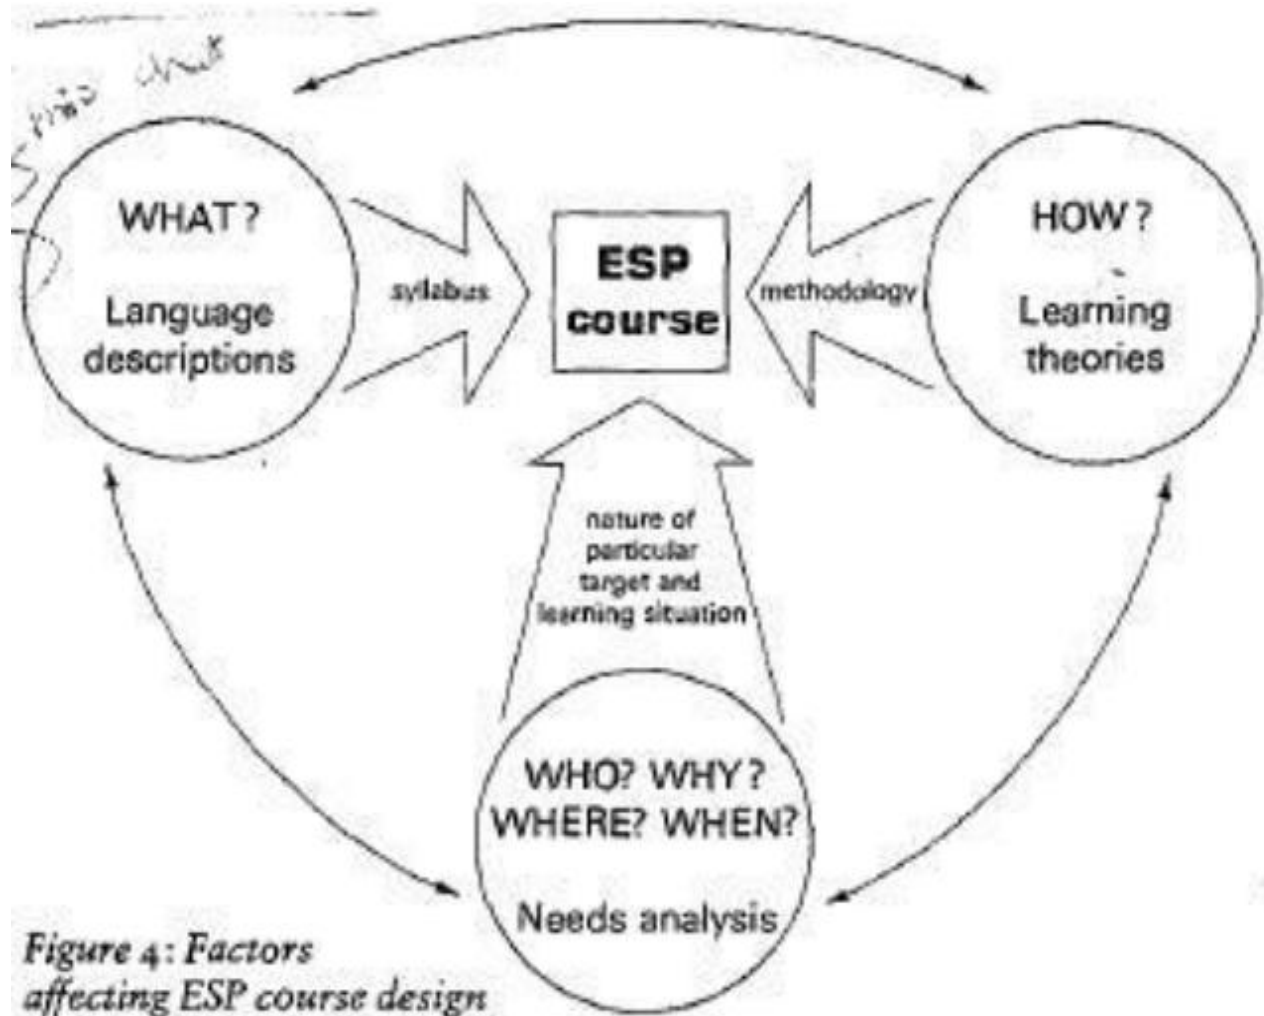 WHAT?
Language
descriptions
syllabus
ESP
course
methodology
HOW?
Learning
theories
nature of
particular
target and
learning situation
WHO? WHY?
WHERE? WHEN?
Needs analysis
Figure 4: Factors
affecting ESP course design